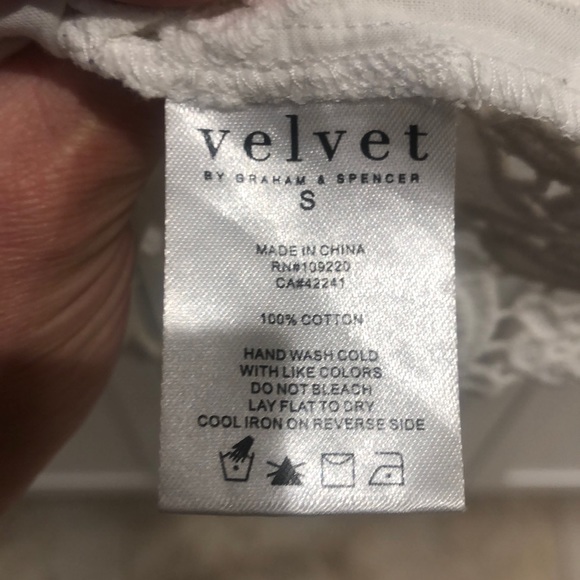 velvet
BY GRAHAM & SPENCER
S
MADE IN CHINA
RN#109220
CA#42241
100% COTTON
HAND WASH COLD
WITH LIKE COLORS
DO NOT BLEACH
LAY FLAT TO DRY
COOL IRON ON REVERSE SIDE